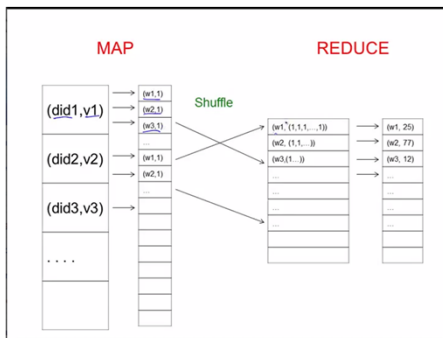 MAP
REDUCE
Shuffle
(did1,v1)
(did2,v2)
(did3,v3)
. . . .
(w1,1)
(w2,1)
(w3,1)
...
(w1,1)
(w2,1)
...
(w1, (1,1,1,...,1))
(w2, (1,1,...))
(w3,(1...))
...
...
...
(w1, 25)
(w2, 77)
(w3, 12)
...
...
...